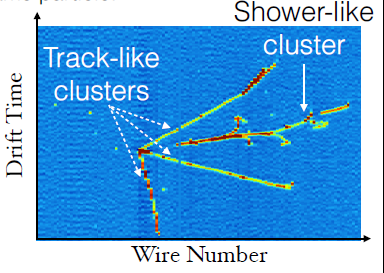 Shower-like
cluster
Track-like
clusters
Drift Time
Wire Number